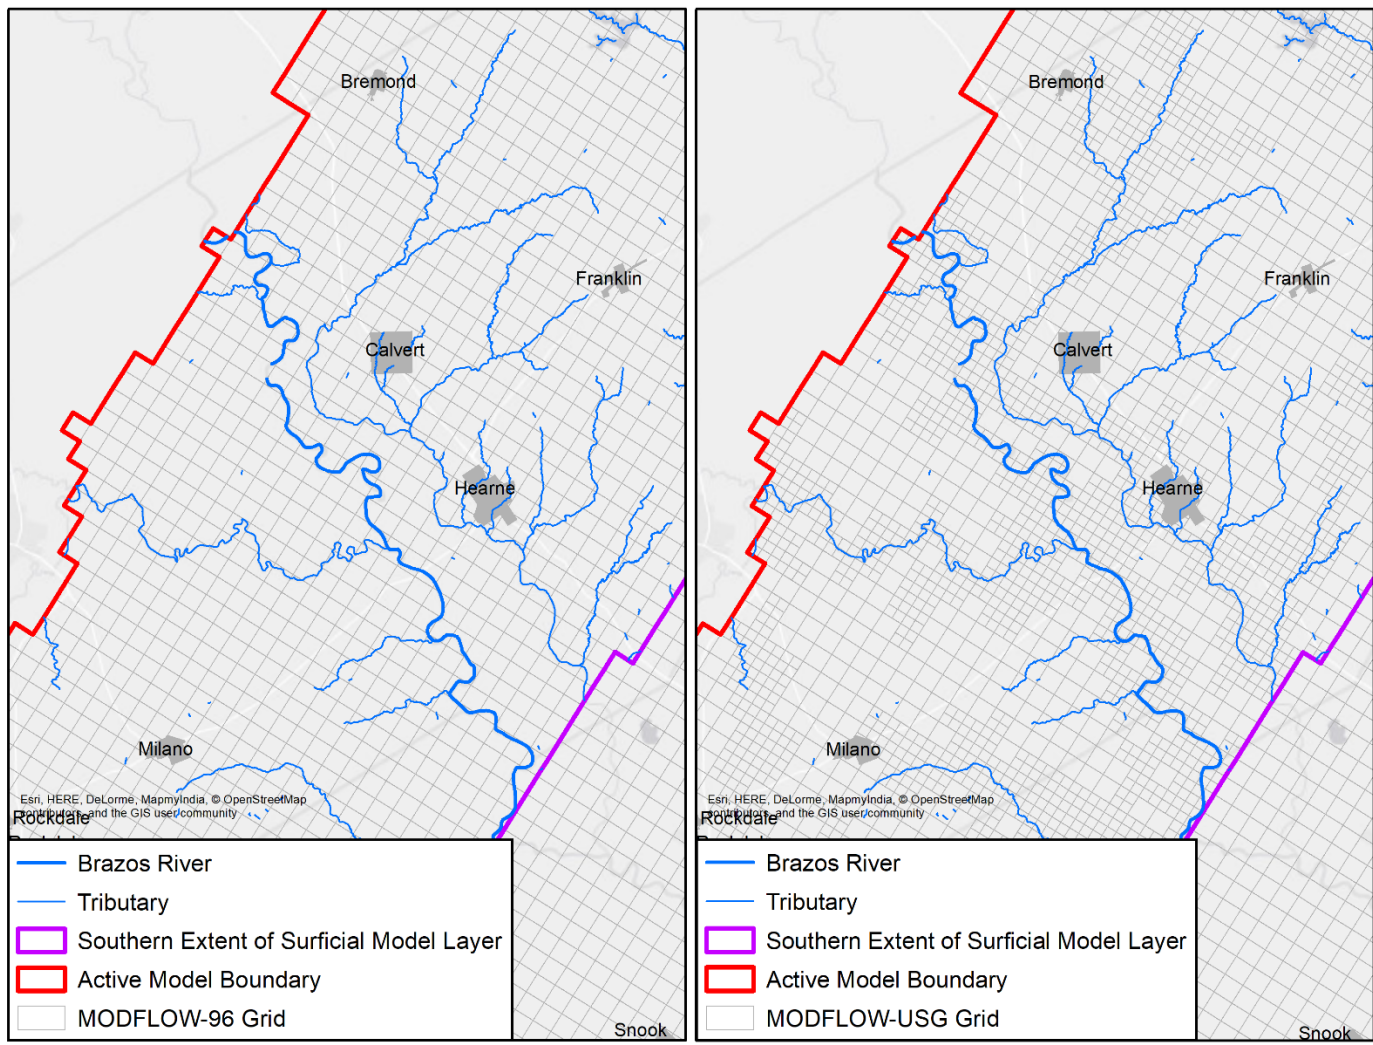 Bremond
Franklin
Calvert
Hearne
Milano
Esri, HERE, DeLorme, MapmyIndia, © OpenStreetMap
contributors, and the GIS user community
Rockdale
Brazos River
Tributary
Southern Extent of Surficial Model Layer
Active Model Boundary
MODFLOW-96 Grid
Snook
Bremond
Franklin
Calvert
Hearne
Milano
Esri, HERE, DeLorme, MapmyIndia, © OpenStreetMap
contributors, and the GIS user community
Rockdale
Brazos River
Tributary
Southern Extent of Surficial Model Layer
Active Model Boundary
MODFLOW-USG Grid
Snook